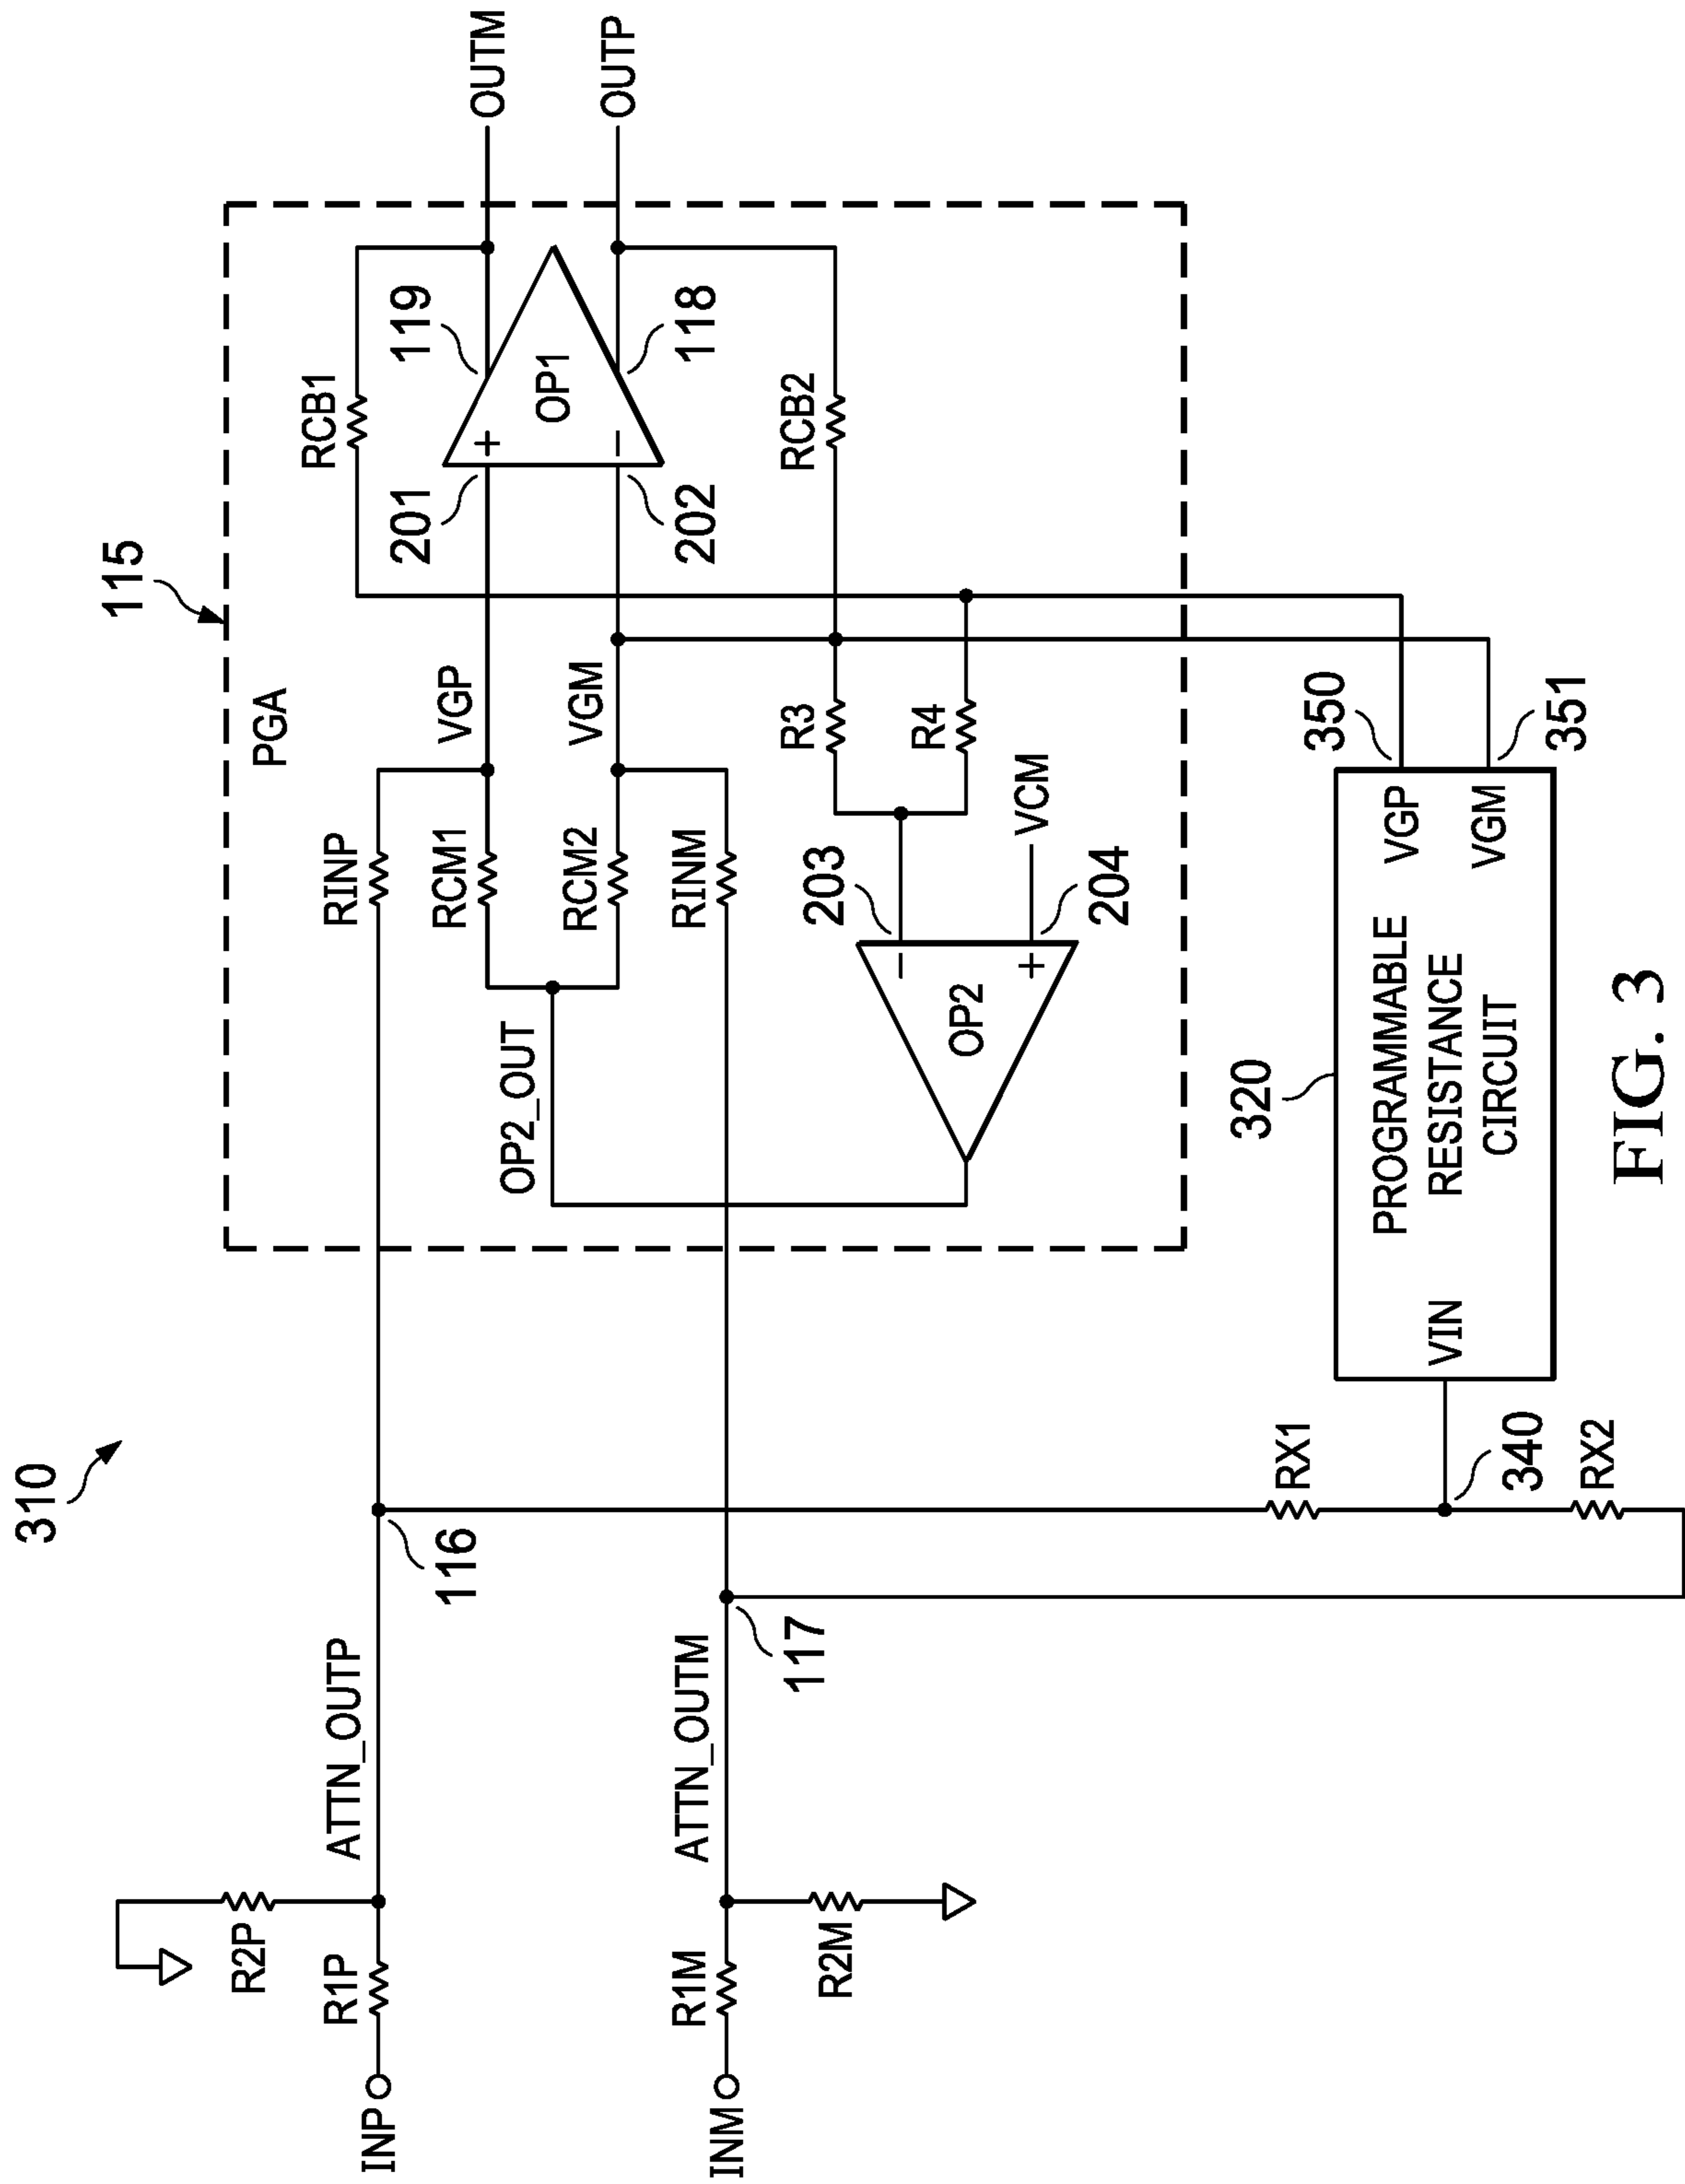 310
115
PGA
INP
R1P
R2P
ATTN_OUTP
116
RINP
VGP
RCM1
RCM2
VGM
RINM
OP2_OUT
201
202
+
−
OP1
119
118
RCB1
RCB2
OUTM
OUTP
INM
R1M
R2M
ATTN_OUTM
117
R3
R4
VCM
203
204
−
+
OP2
RX1
340
RX2
320
VIN
PROGRAMMABLE
RESISTANCE
CIRCUIT
VGP
VGM
350
351
FIG. 3